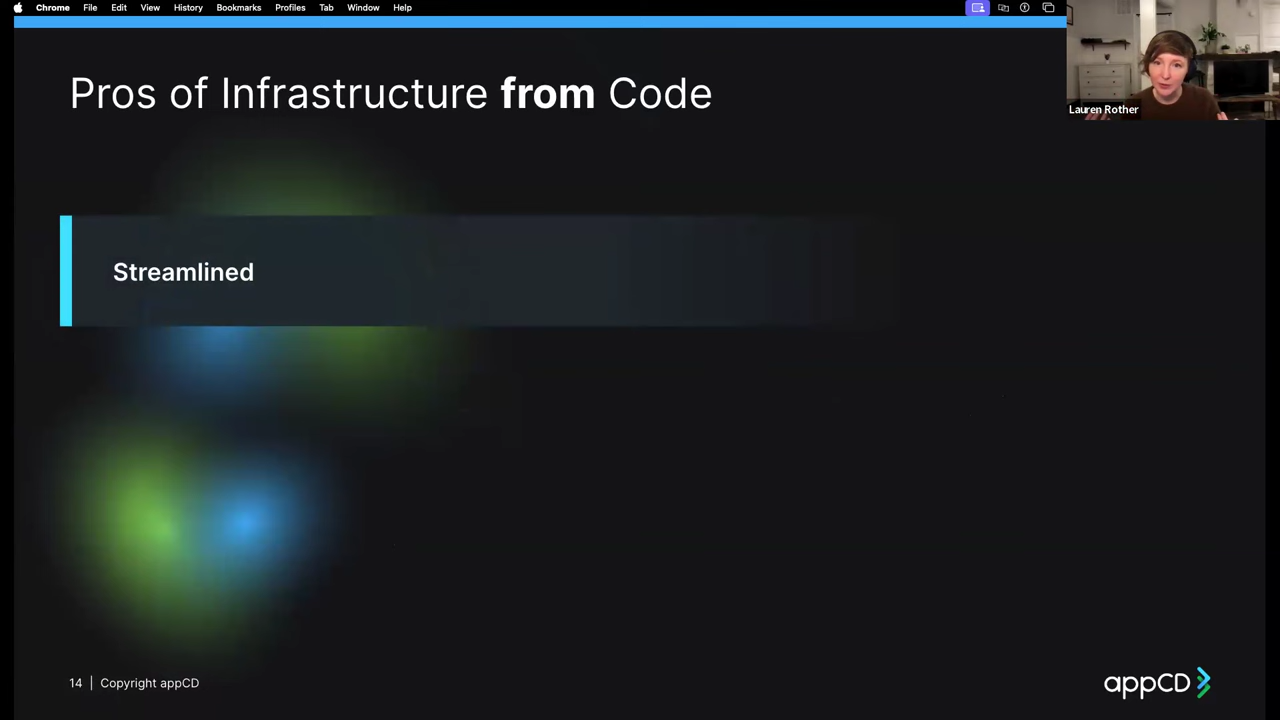 Chrome File Edit View History Bookmarks Profiles Tab Window Help
Pros of Infrastructure from Code
Lauren Rother
Streamlined
14 | Copyright appCD
appCD